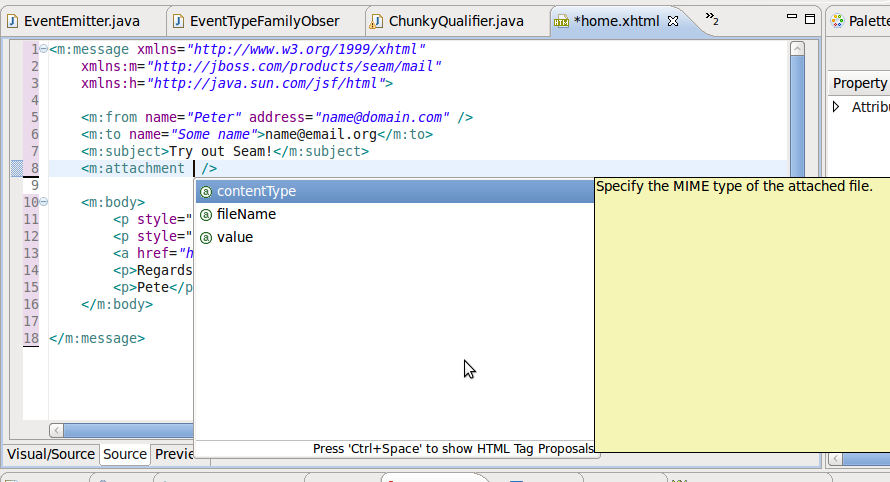 EventEmitter.java EventTypeFamilyObser ChunkyQualifier.java *home.xhtml »2 Palett
1 <m:message xmlns="http://www.w3.org/1999/xhtml"
2 xmlns:m="http://jboss.com/products/seam/mail"
3 xmlns:h="http://java.sun.com/jsf/html">
4
5 <m:from name="Peter" address="name@domain.com" />
6 <m:to name="Some name">name@email.org</m:to>
7 <m:subject>Try out Seam!</m:subject>
8 <m:attachment />
9
10 <m:body>
11 <p style="
12 <p style="
13 <a href="h
14 <p>Regards
15 <p>Pete</p
16 </m:body>
17
18 </m:message>
contentType
fileName
value
Press 'Ctrl+Space' to show HTML Tag Proposals
Specify the MIME type of the attached file.
Property
Attribu
Visual/Source Source Previe